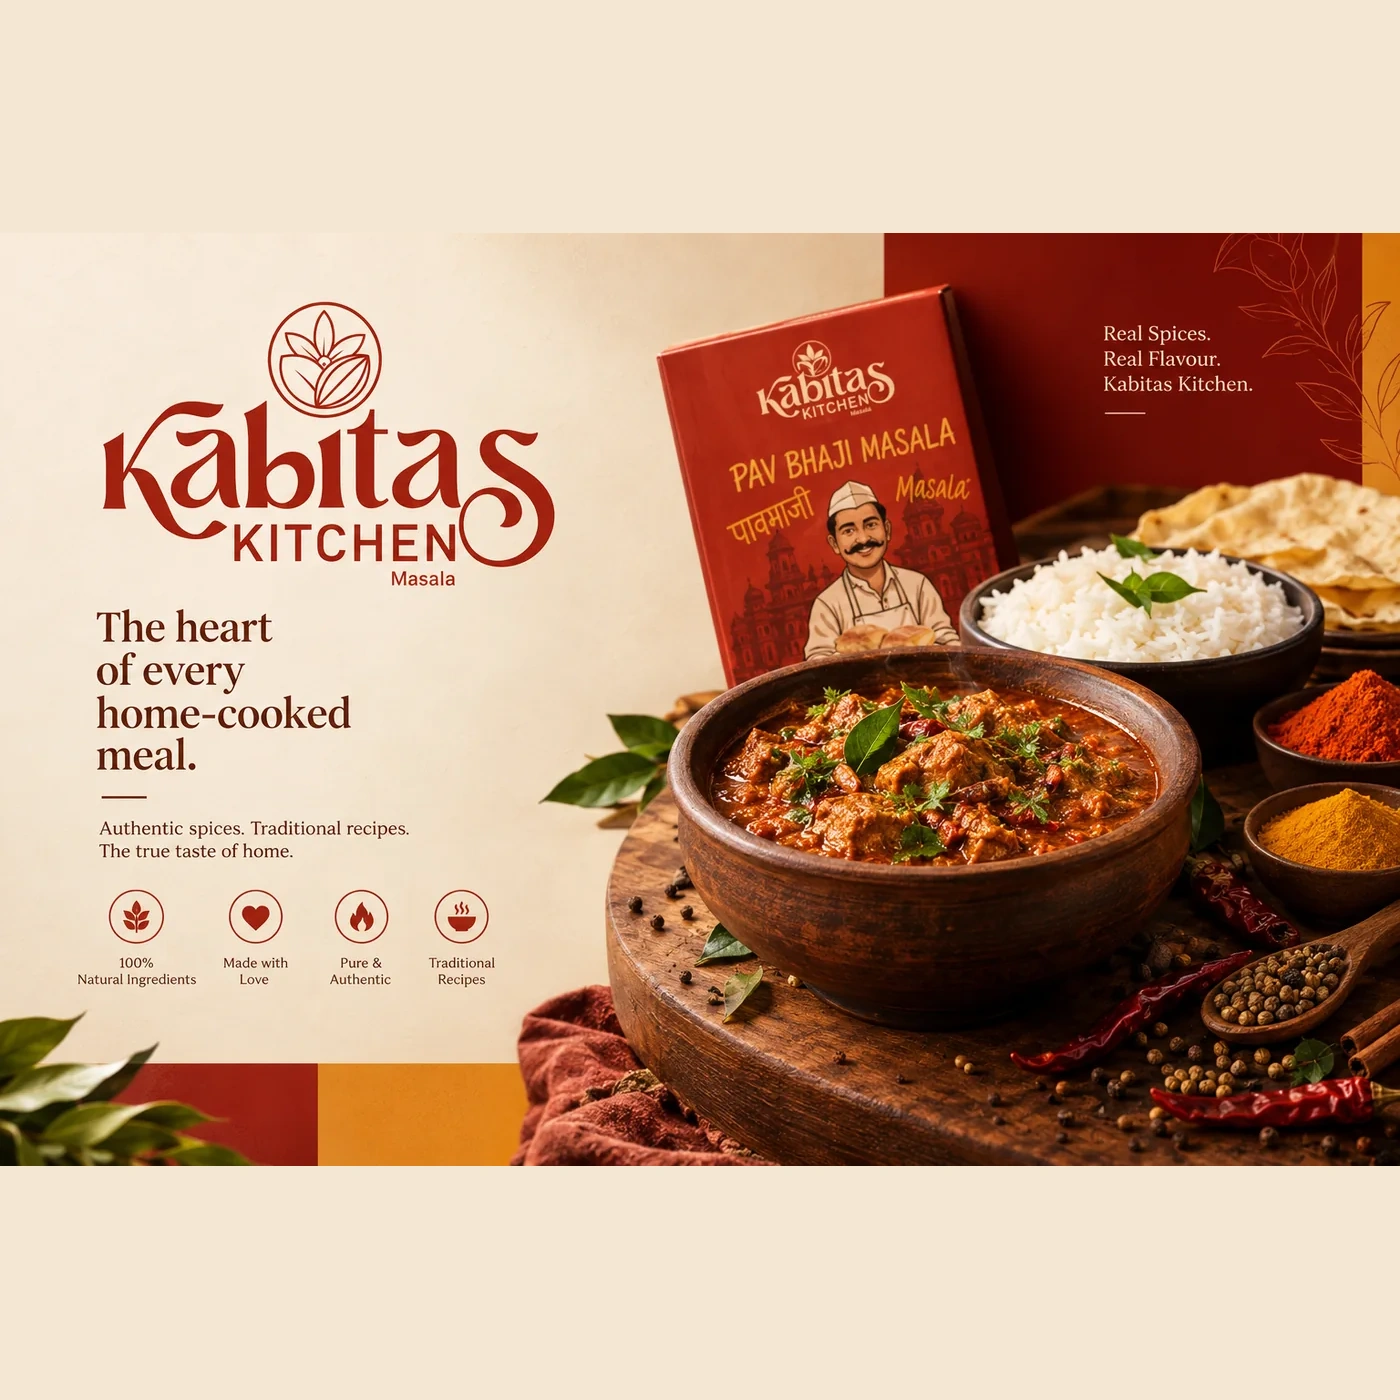 Kabitas
KITCHEN
Masala
The heart
of every
home-cooked
meal.
Authentic spices. Traditional recipes.
The true taste of home.
100%
Natural Ingredients
Made with
Love
Pure &
Authentic
Traditional
Recipes
Kabitas
KITCHEN
Masala
PAV BHAJI MASALA
पावमाजी
Masala
Real Spices.
Real Flavour.
Kabitas Kitchen.